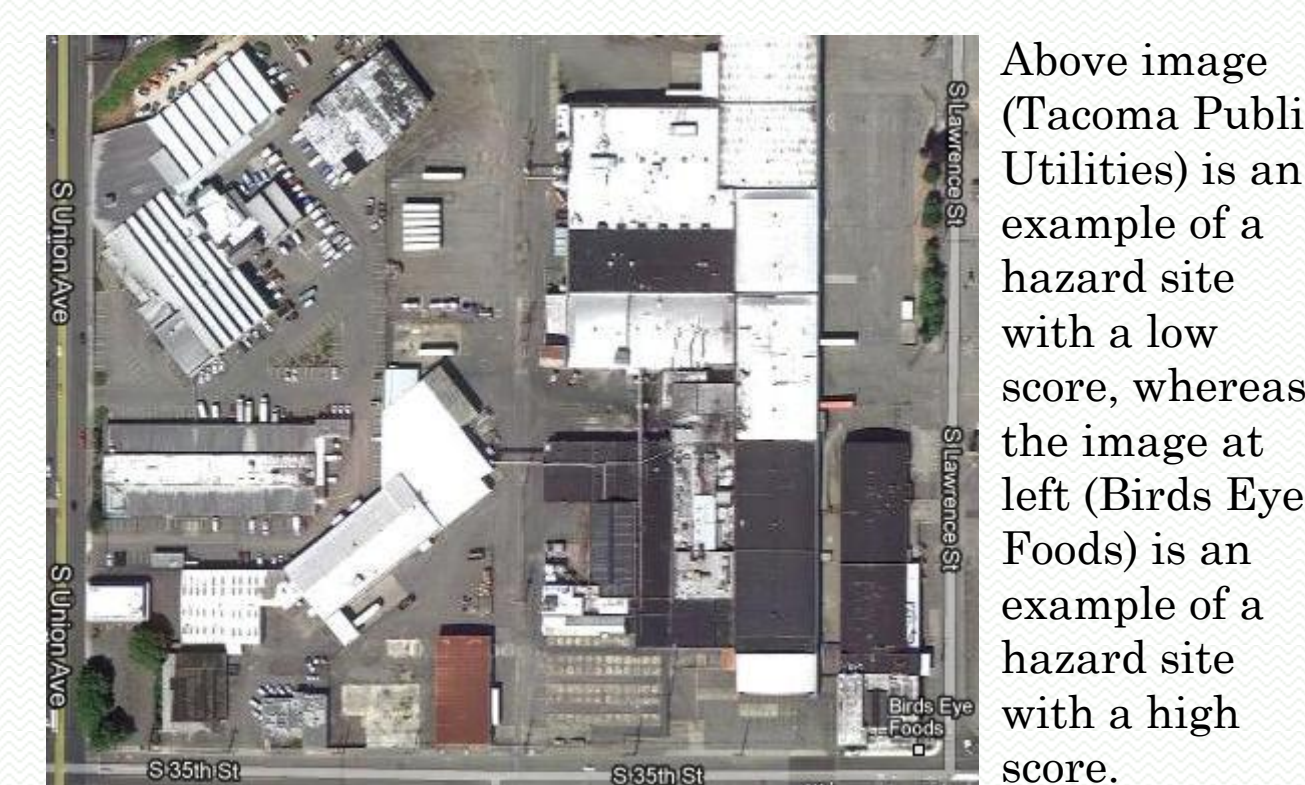 Above image
(Tacoma Publi
Utilities) is an
example of a
hazard site
with a low
score, whereas
the image at
left (Birds Eye
Foods) is an
example of a
hazard site
with a high
score.
S Union Ave
S Lawrence St
S Lawrence St
S Union Ave
Birds Eye
Foods
S 35th St
S 35th St